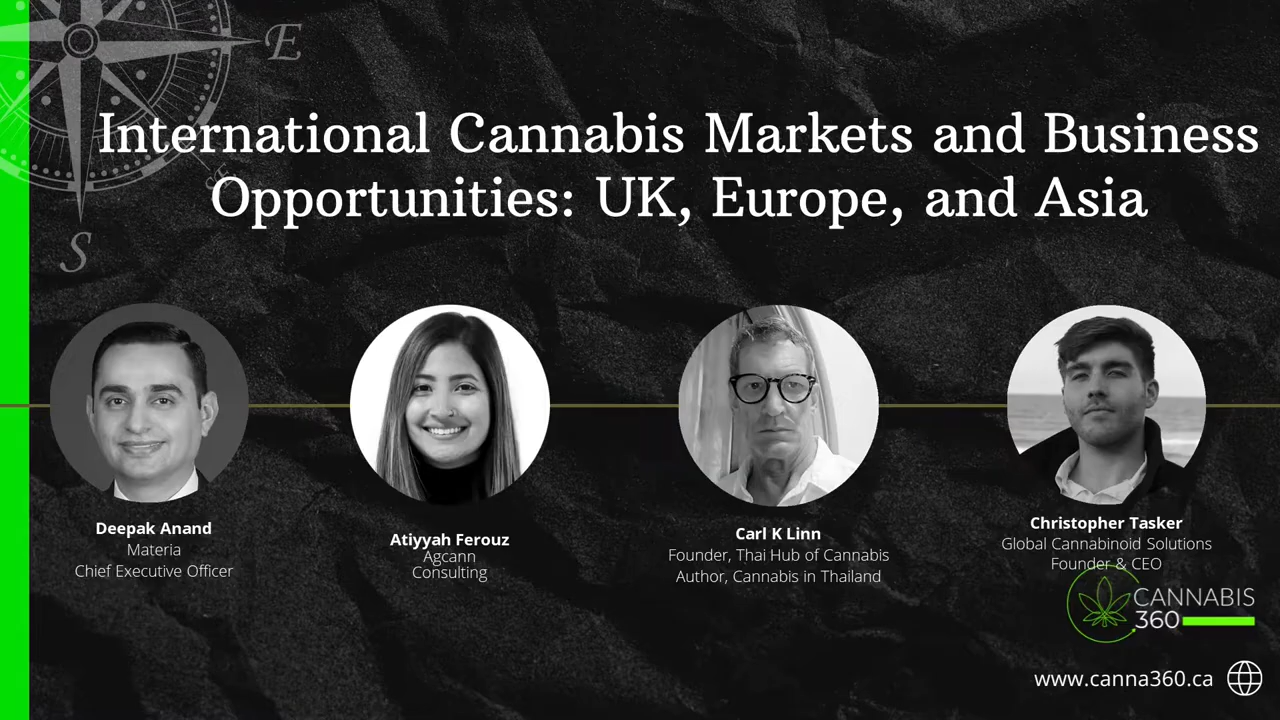 E
SE
S
International Cannabis Markets and Business
Opportunities: UK, Europe, and Asia
Deepak Anand
Materia
Chief Executive Officer
Atiyyah Ferouz
Agcann
Consulting
Carl K Linn
Founder, Thai Hub of Cannabis
Author, Cannabis in Thailand
Christopher Tasker
Global Cannabinoid Solutions
Founder & CEO
CANNABIS
360
www.canna360.ca